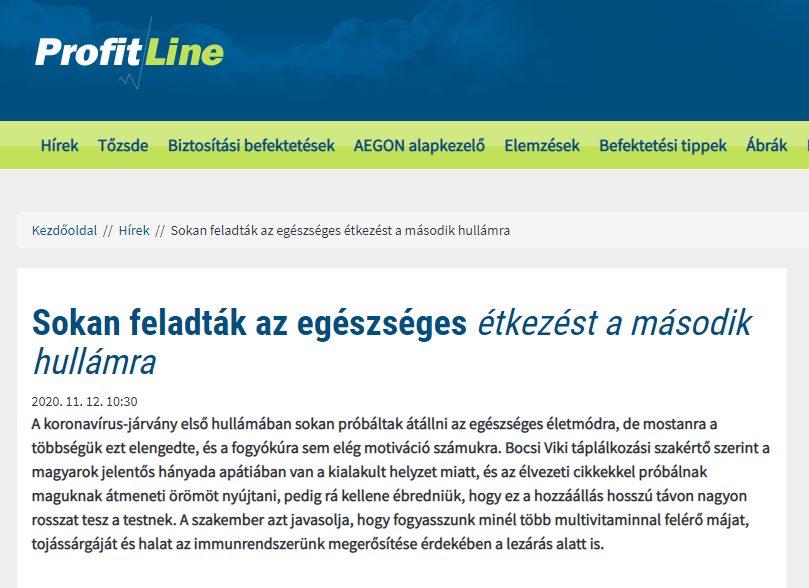 ProfitLine
Hírek Tőzsde Biztosítási befektetések AEGON alapkezelő Elemzések Befektetési tippek Ábrák
Kezdőoldal // Hírek // Sokan feladták az egészséges étkezést a második hullámra
Sokan feladták az egészséges étkezést a második
hullámra
2020. 11. 12. 10:30
A koronavírus-járvány első hullámában sokan próbáltak átállni az egészséges életmódra, de mostanra a
többségük ezt elengedte, és a fogyókúra sem elég motiváció számukra. Bocsi Viki táplálkozási szakértő szerint a
magyarok jelentős hányada apátiában van a kialakult helyzet miatt, és az élvezeti cikkekkel próbálnak
maguknak átmeneti örömöt nyújtani, pedig rá kellene ébredniük, hogy ez a hozzáállás hosszú távon nagyon
rosszat tesz a testnek. A szakember azt javasolja, hogy fogyasszunk minél több multivitaminnal felérő májat,
tojássárgáját és halat az immunrendszerünk megerősítése érdekében a lezárás alatt is.